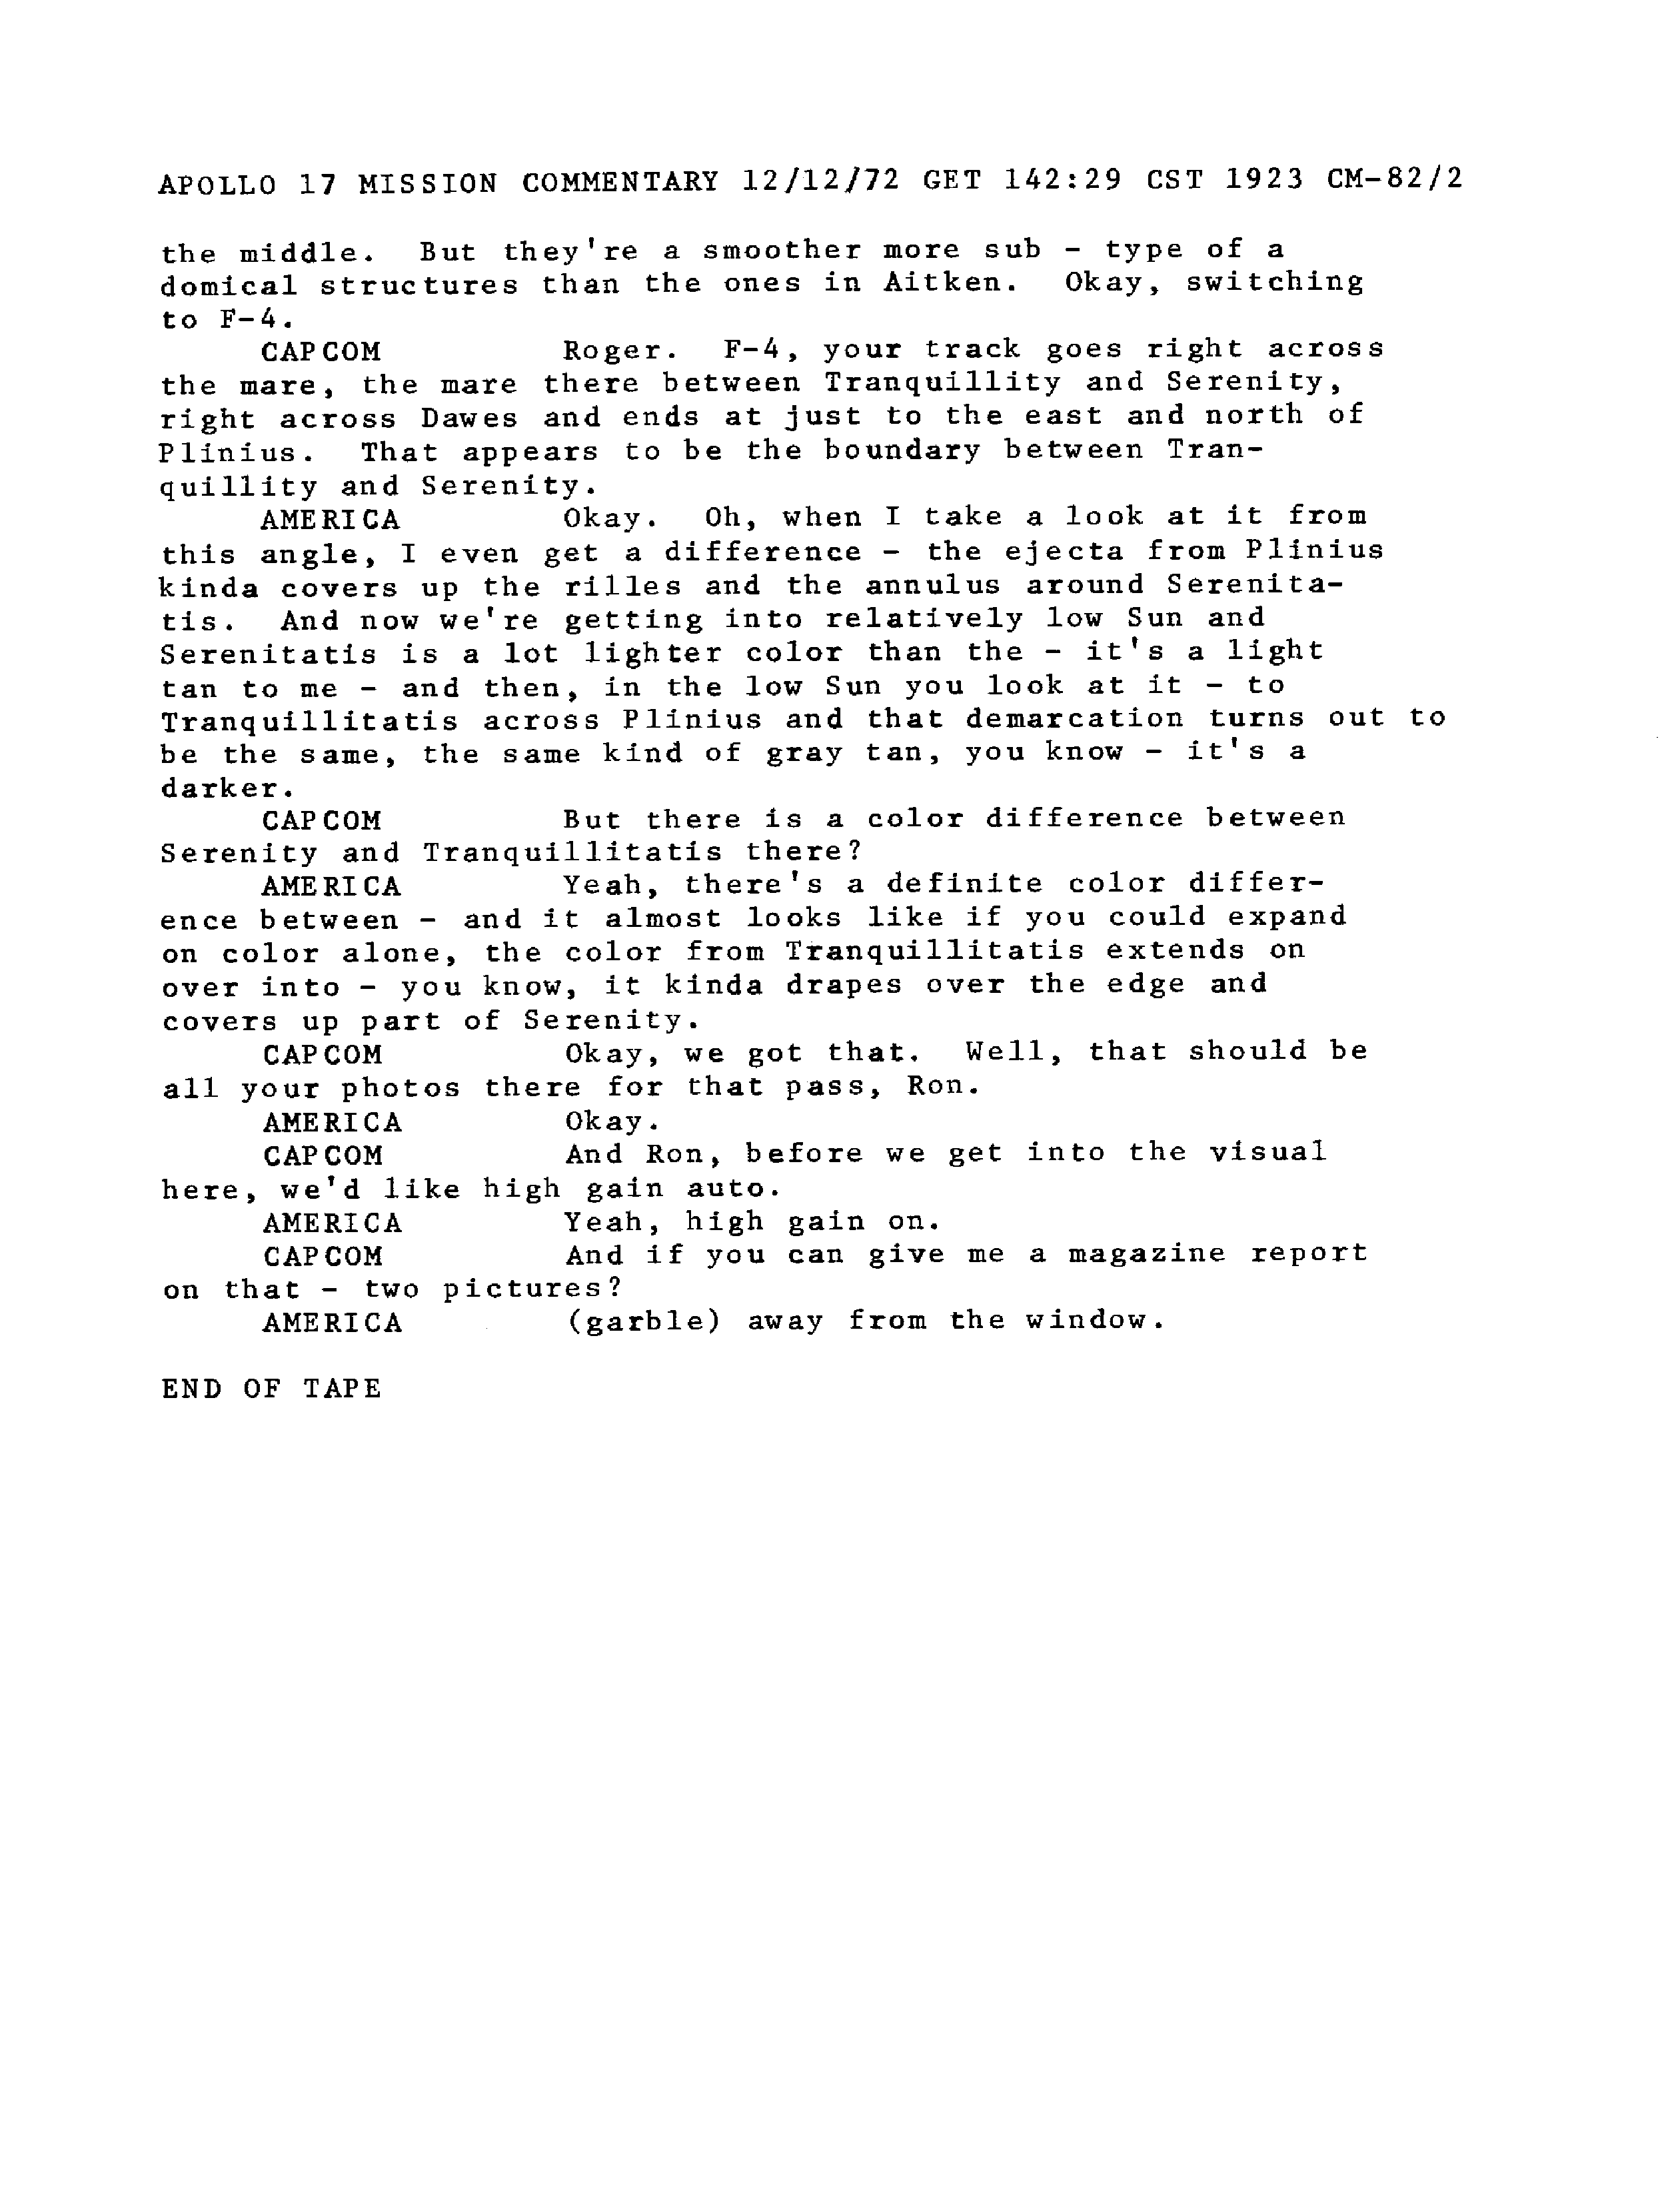 APOLLO 17 MISSION COMMENTARY 12/12/72 GET 142:29 CST 1923 CM-82/2
the middle. But they're a smoother more sub - type of a
domical structures than the ones in Aitken. Okay, switching
to F-4.
CAPCOM Roger. F-4, your track goes right across
the mare, the mare there between Tranquillity and Serenity,
right across Dawes and ends at just to the east and north of
Plinius. That appears to be the boundary between Tran-
quillity and Serenity.
AMERICA Okay. Oh, when I take a look at it from
this angle, I even get a difference - the ejecta from Plinius
kinda covers up the rilles and the annulus around Serenita-
tis. And now we're getting into relatively low Sun and
Serenitatis is a lot lighter color than the - it's a light
tan to me - and then, in the low Sun you look at it - to
Tranquillitatis across Plinius and that demarcation turns out to
be the same, the same kind of gray tan, you know - it's a
darker.
CAPCOM But there is a color difference between
Serenity and Tranquillitatis there?
AMERICA Yeah, there's a definite color differ-
ence between - and it almost looks like if you could expand
on color alone, the color from Tranquillitatis extends on
over into - you know, it kinda drapes over the edge and
covers up part of Serenity.
CAPCOM Okay, we got that. Well, that should be
all your photos there for that pass, Ron.
AMERICA Okay.
CAPCOM And Ron, before we get into the visual
here, we'd like high gain auto.
AMERICA Yeah, high gain on.
CAPCOM And if you can give me a magazine report
on that - two pictures?
AMERICA (garble) away from the window.
END OF TAPE